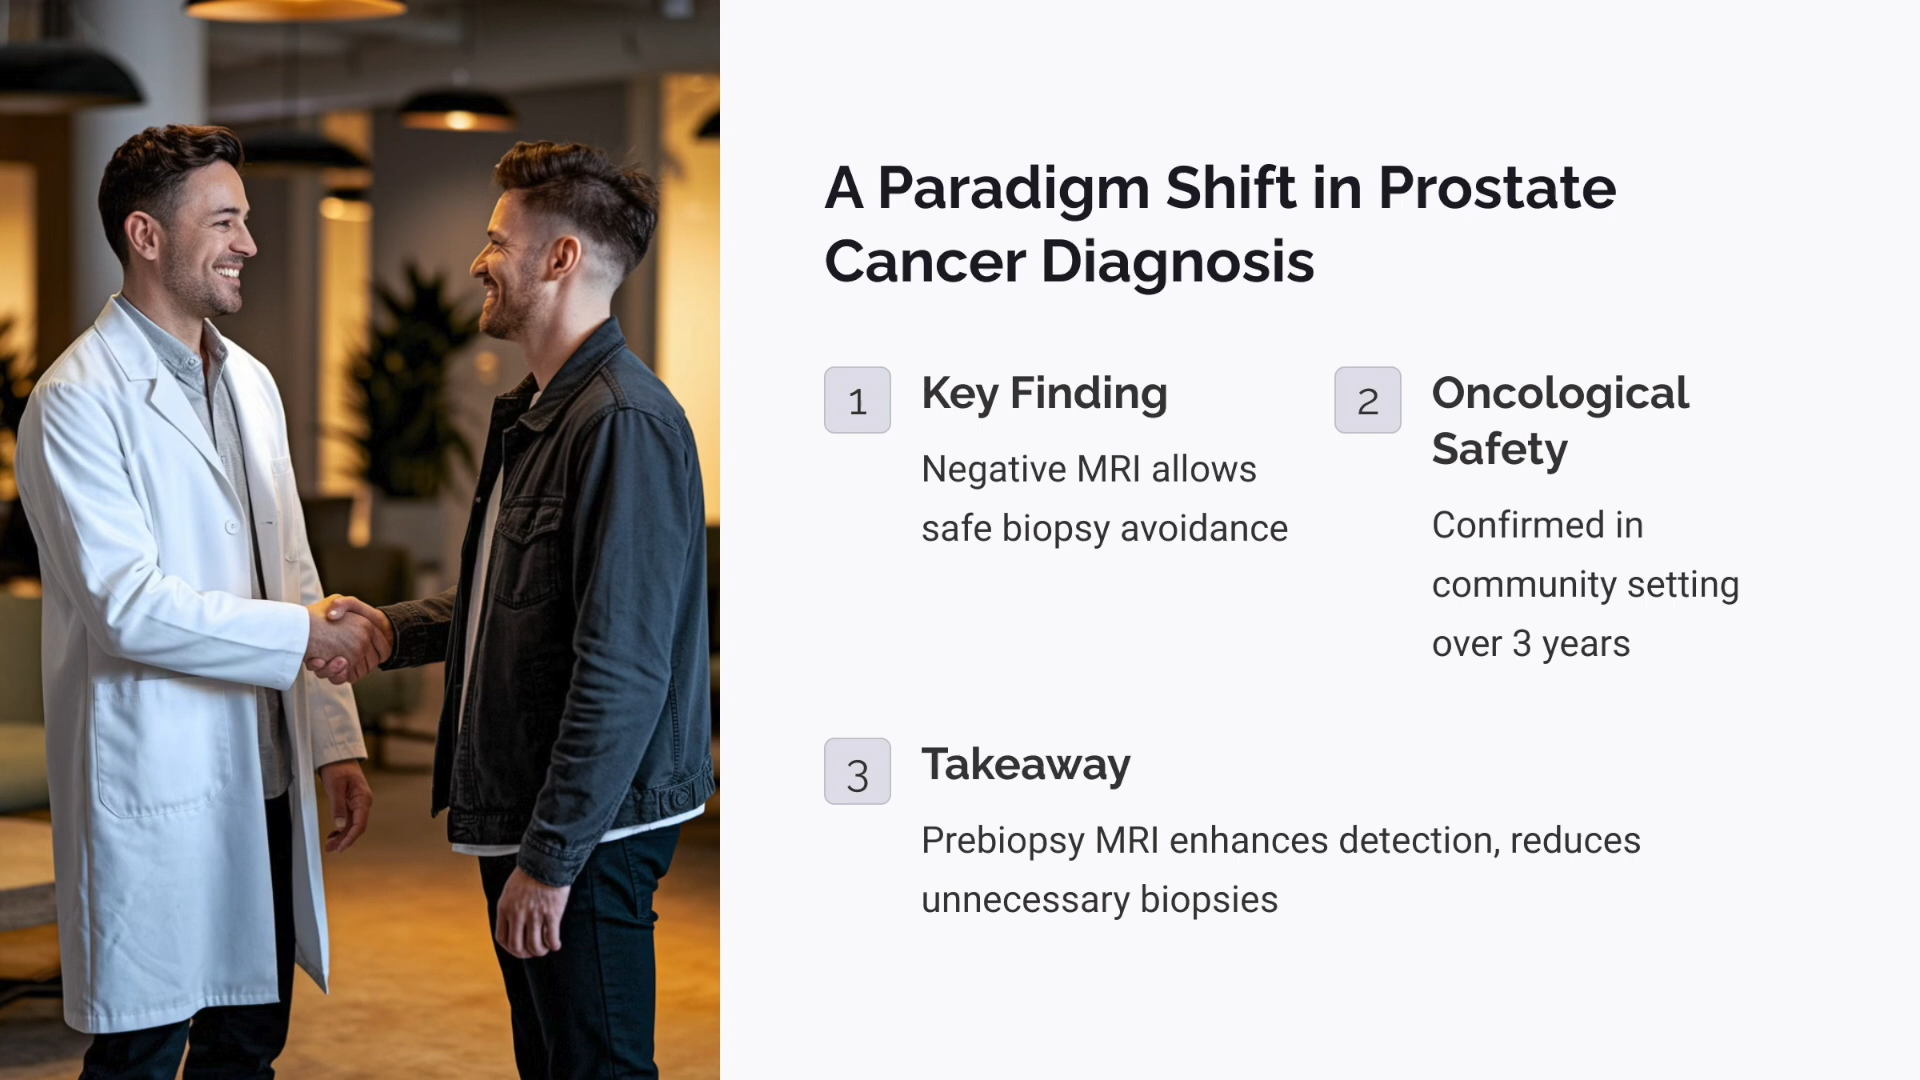 A Paradigm Shift in Prostate
Cancer Diagnosis
1
Key Finding
Negative MRI allows
safe biopsy avoidance
2
Oncological
Safety
Confirmed in
community setting
over 3 years
3
Takeaway
Prebiopsy MRI enhances detection, reduces
unnecessary biopsies